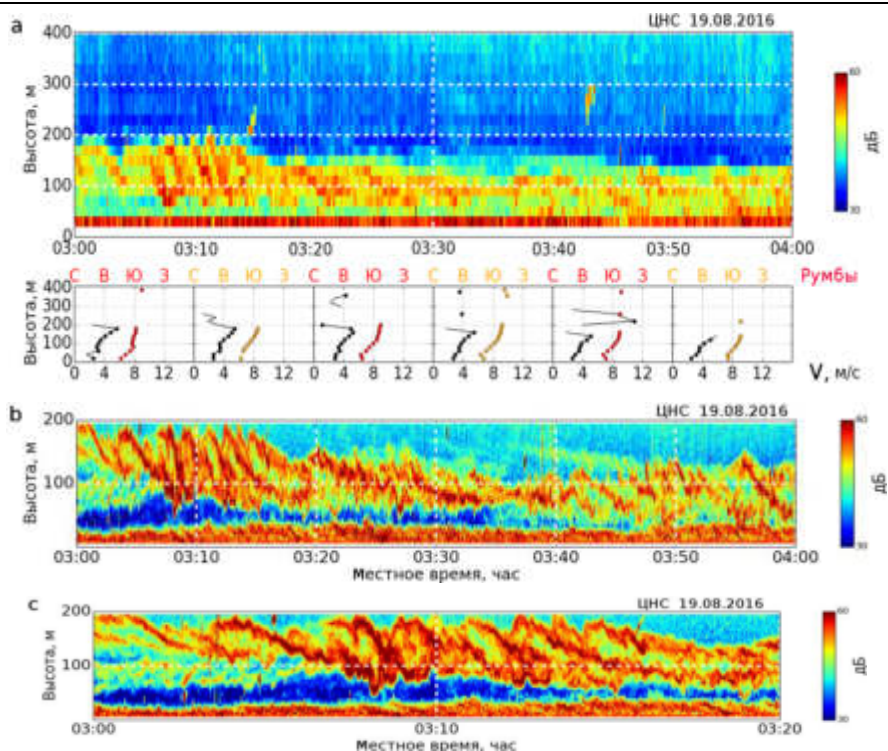 a
ЦНС 19.08.2016
Высота, м
400
300
200
100
0
03:00 03:10 03:20 03:30 03:40 03:50 04:00
60
30
дБ
С В Ю З С В Ю З С В Ю З С В Ю З С В Ю З С В Ю З Румбы
Высота, м
400
300
200
100
0
0 4 8 12 0 4 8 12 0 4 8 12 0 4 8 12 0 4 8 12 0 4 8 12 V, м/с
b
ЦНС 19.08.2016
Высота, м
200
100
03:00 03:10 03:20 03:30 03:40 03:50 04:00
Местное время, час
60
30
дБ
c
ЦНС 19.08.2016
Высота, м
200
100
03:00 03:10 03:20
Местное время, час
60
30
дБ